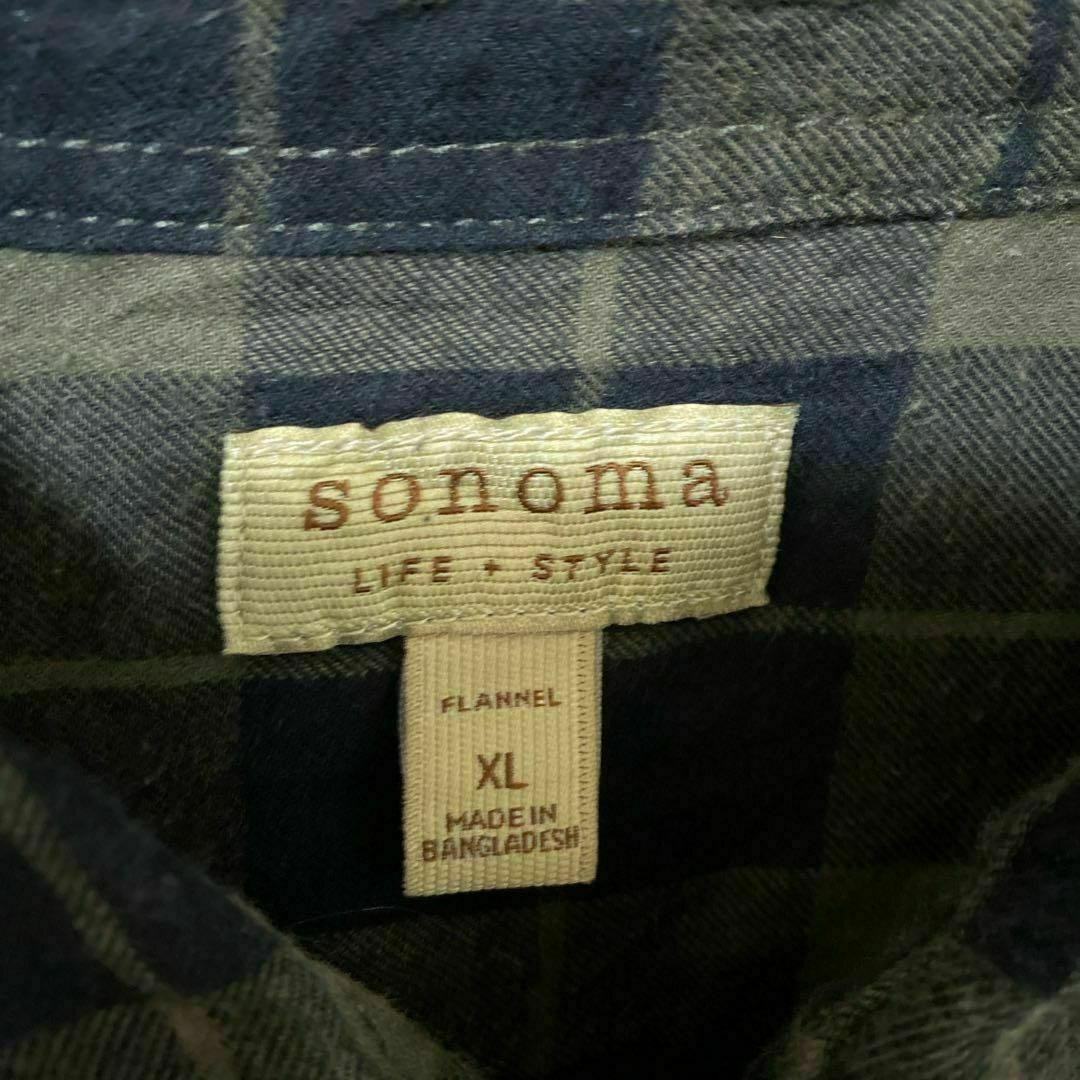 sonoma
LIFE + STYLE
FLANNEL
XL
MADE IN
BANGLADESH